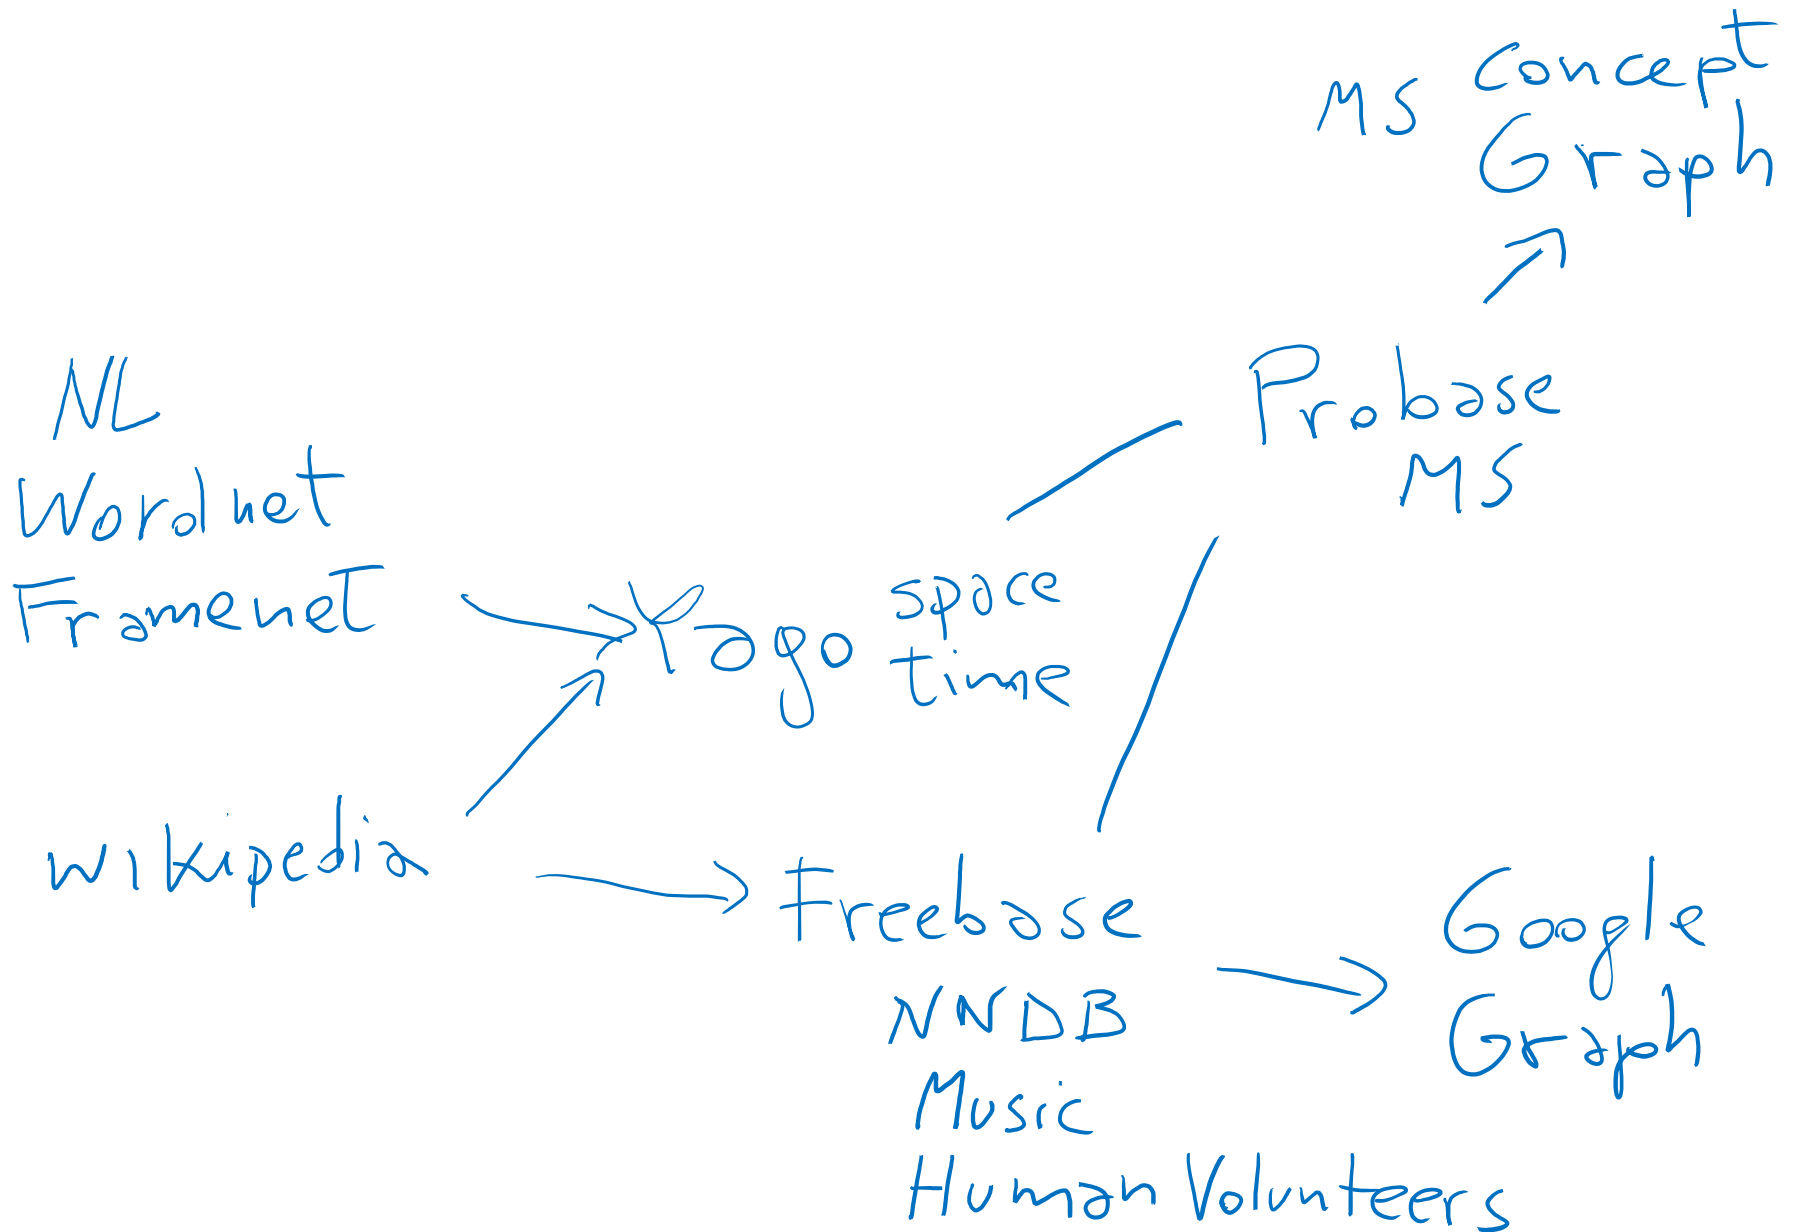 MS Concept
Graph
NL
Wordnet
Framenet
Probase
MS
Yago
space
time
wikipedia
Freebase
NNDB
Music
Human Volunteers
Google
Graph